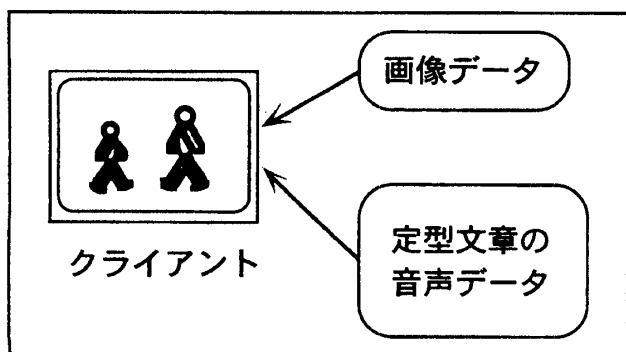 画像データ
クライアント
定型文章の
音声データ